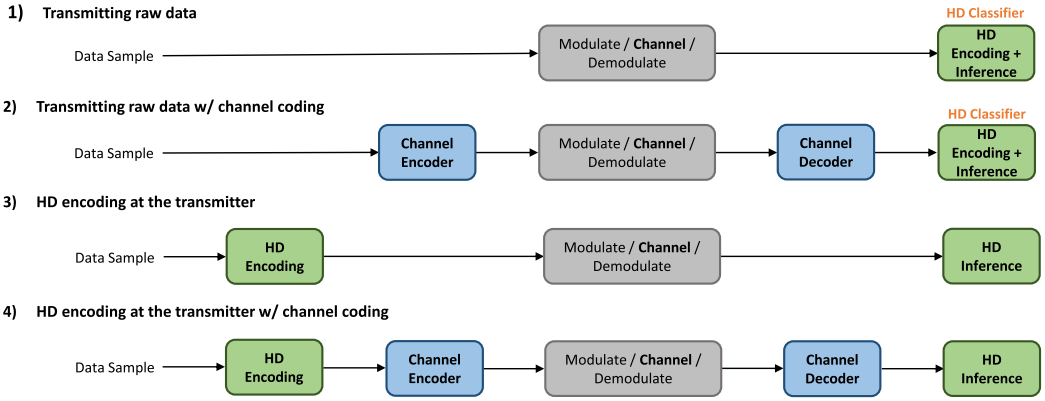 1) Transmitting raw data
HD Classifier
Data Sample
Modulate / Channel /
Demodulate
HD
Encoding +
Inference
2) Transmitting raw data w/ channel coding
HD Classifier
Data Sample
Channel
Encoder
Modulate / Channel /
Demodulate
Channel
Decoder
HD
Encoding +
Inference
3) HD encoding at the transmitter
Data Sample
HD
Encoding
Modulate / Channel /
Demodulate
HD
Inference
4) HD encoding at the transmitter w/ channel coding
Data Sample
HD
Encoding
Channel
Encoder
Modulate / Channel /
Demodulate
Channel
Decoder
HD
Inference